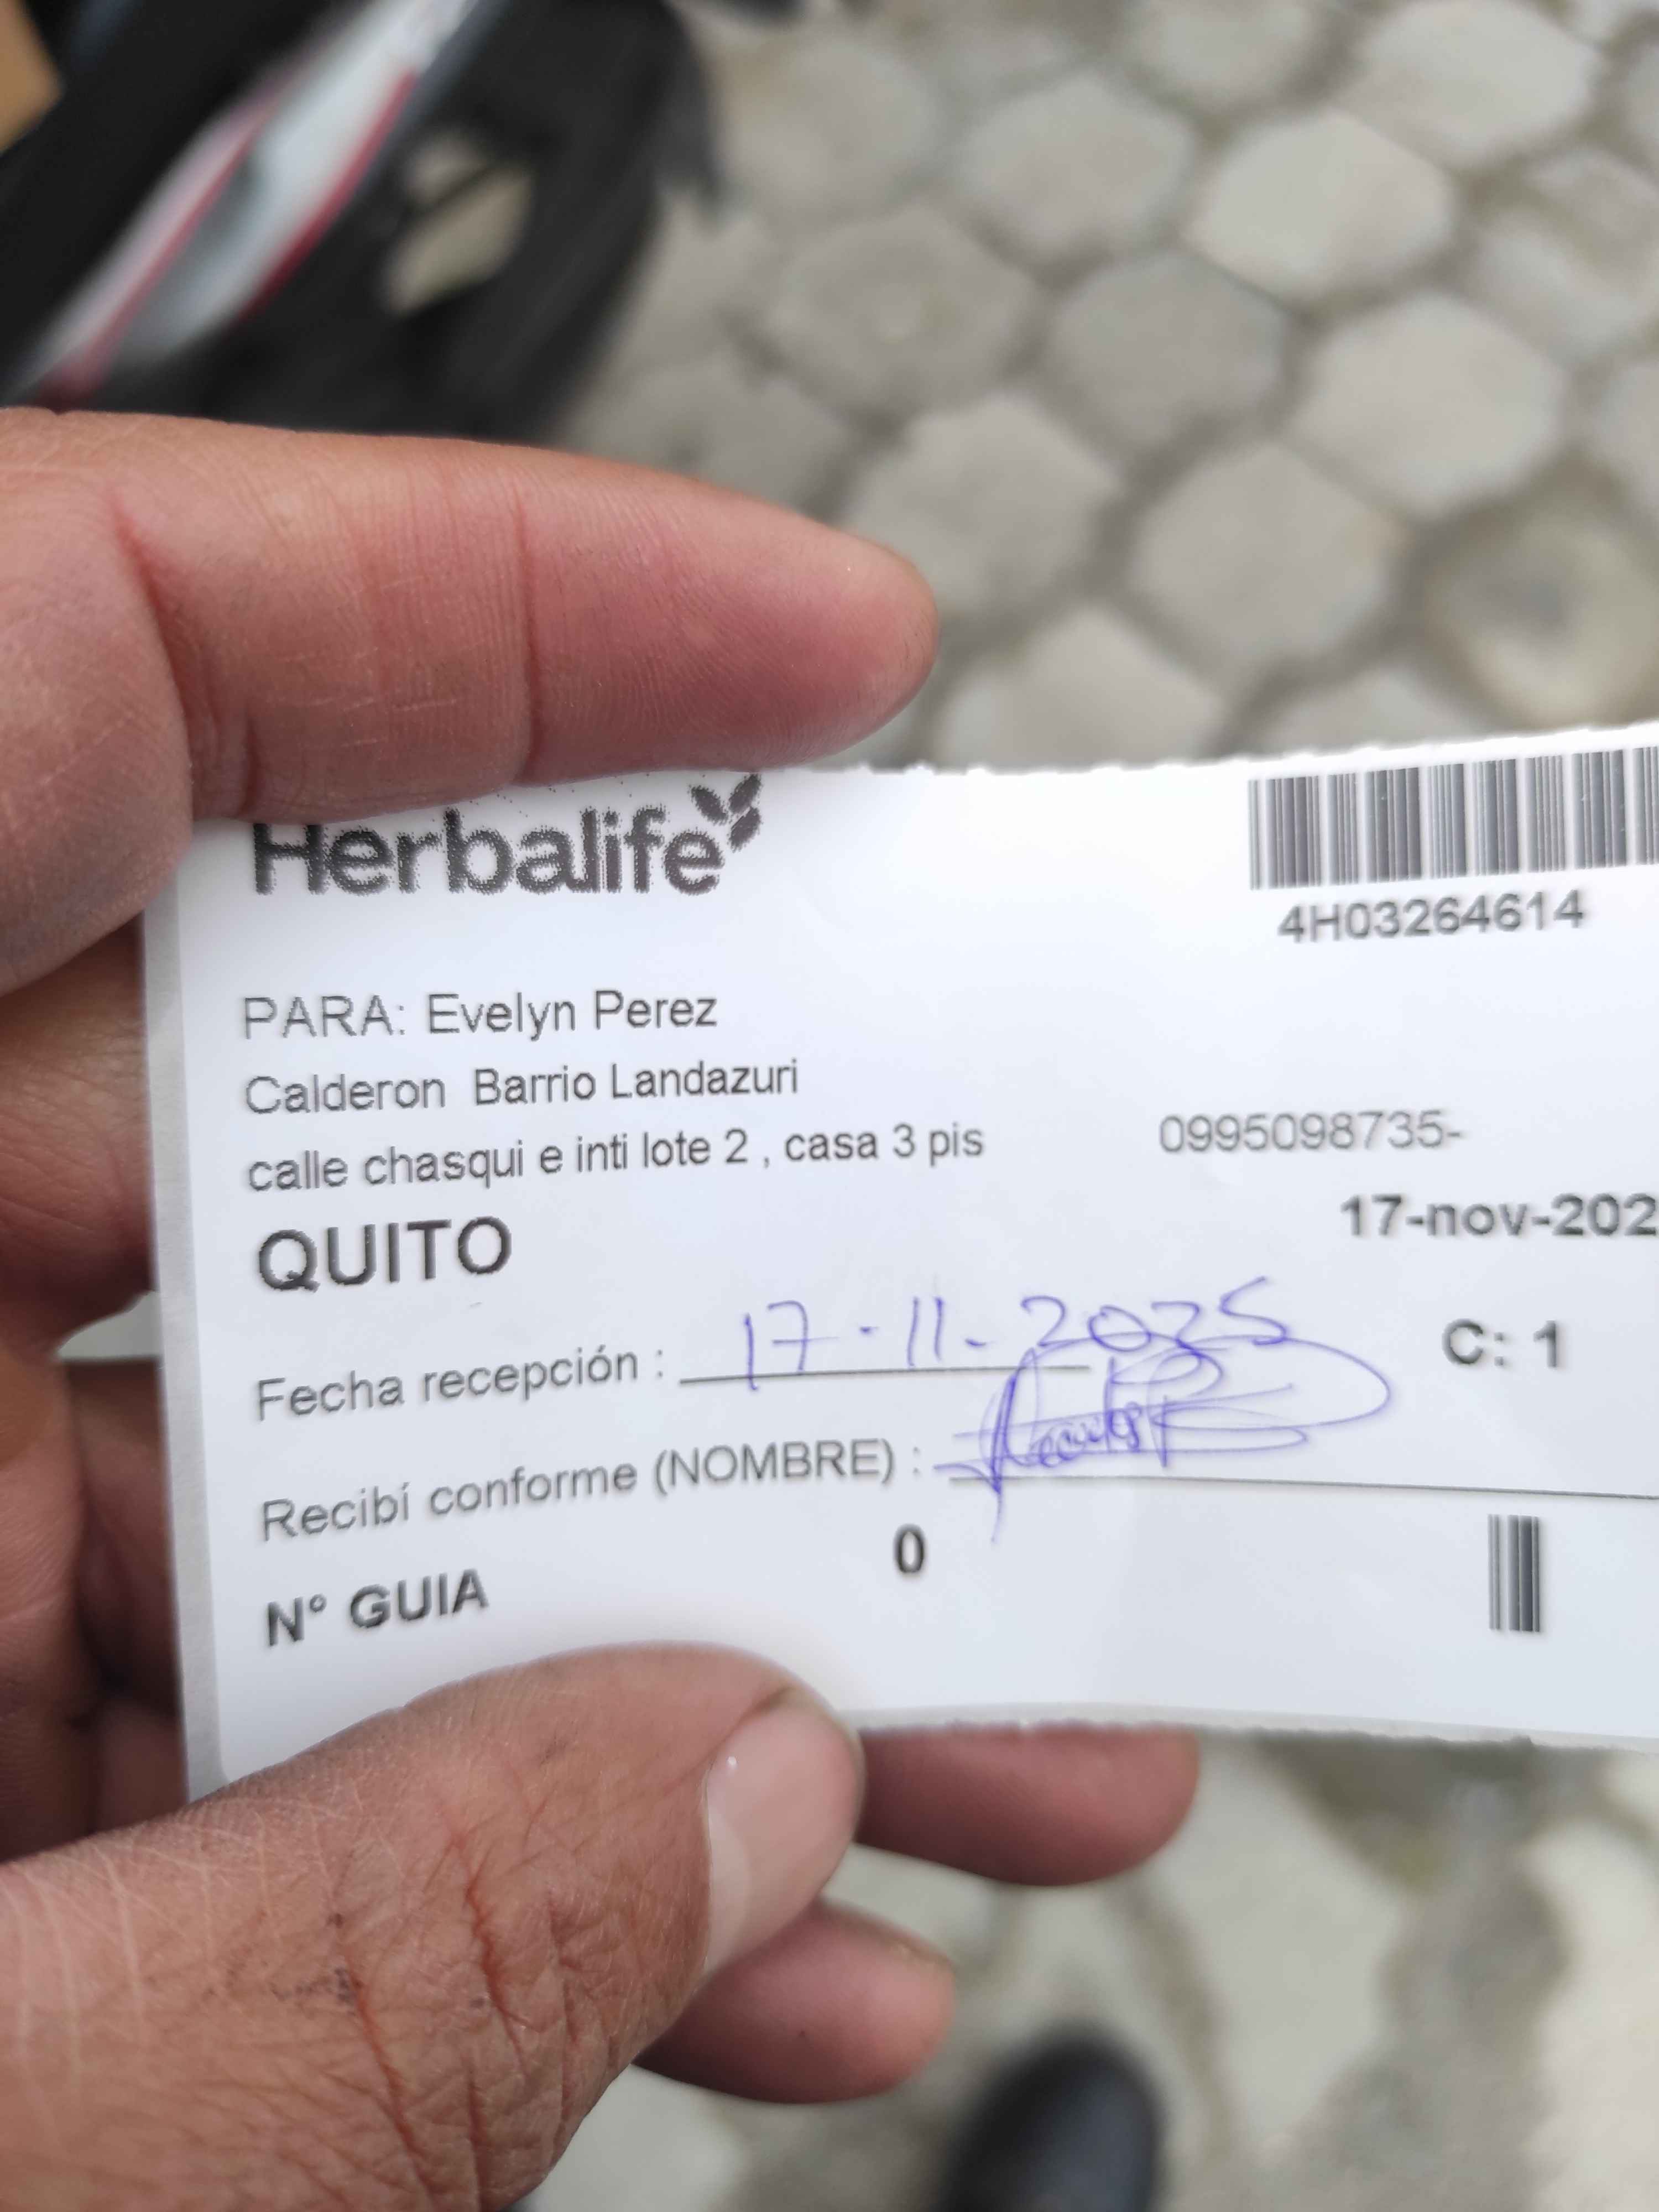 Herbalife
4H03264614
PARA: Evelyn Perez
Calderon Barrio Landazuri
calle chasqui e inti lote 2 , casa 3 pis
0995098735-
17-nov-202
QUITO
Fecha recepción : 17-11-2025
C: 1
Recibí conforme (NOMBRE) :
0
N° GUIA